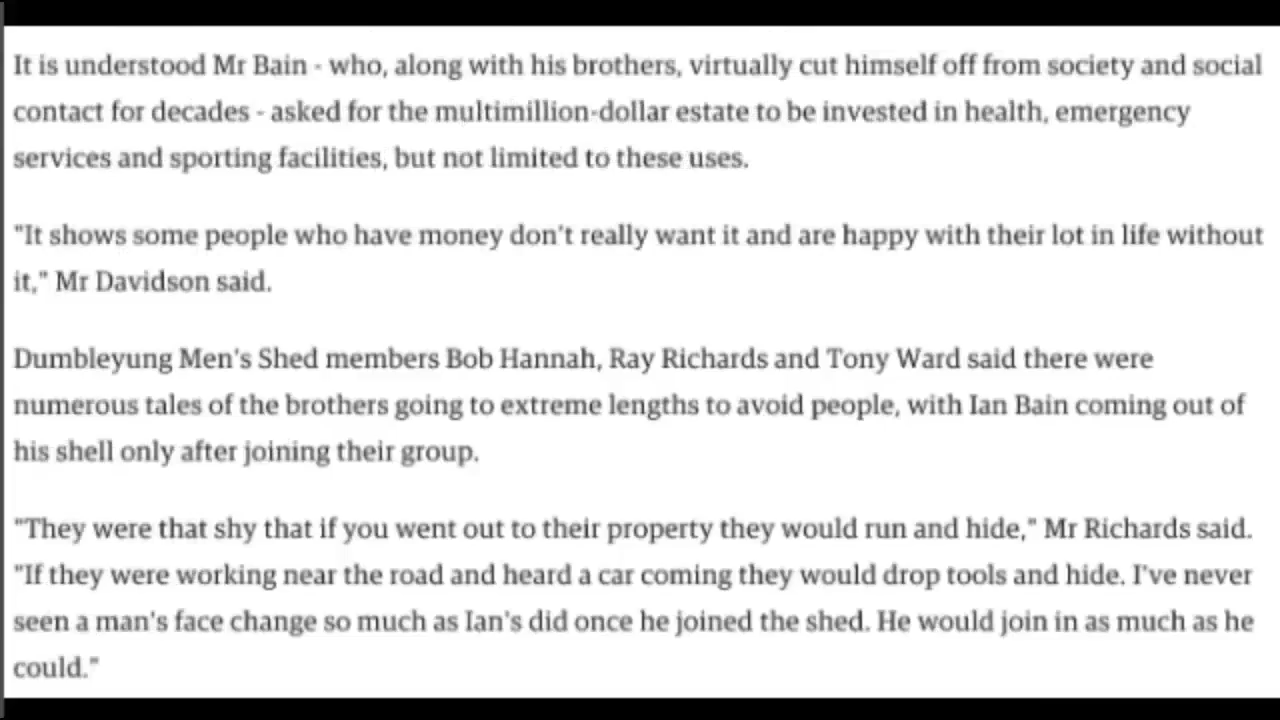 It is understood Mr Bain - who, along with his brothers, virtually cut himself off from society and social
contact for decades - asked for the multimillion-dollar estate to be invested in health, emergency
services and sporting facilities, but not limited to these uses.
"It shows some people who have money don't really want it and are happy with their lot in life without
it," Mr Davidson said.
Dumbleyung Men's Shed members Bob Hannah, Ray Richards and Tony Ward said there were
numerous tales of the brothers going to extreme lengths to avoid people, with Ian Bain coming out of
his shell only after joining their group.
"They were that shy that if you went out to their property they would run and hide," Mr Richards said.
"If they were working near the road and heard a car coming they would drop tools and hide. I've never
seen a man's face change so much as Ian's did once he joined the shed. He would join in as much as he
could."